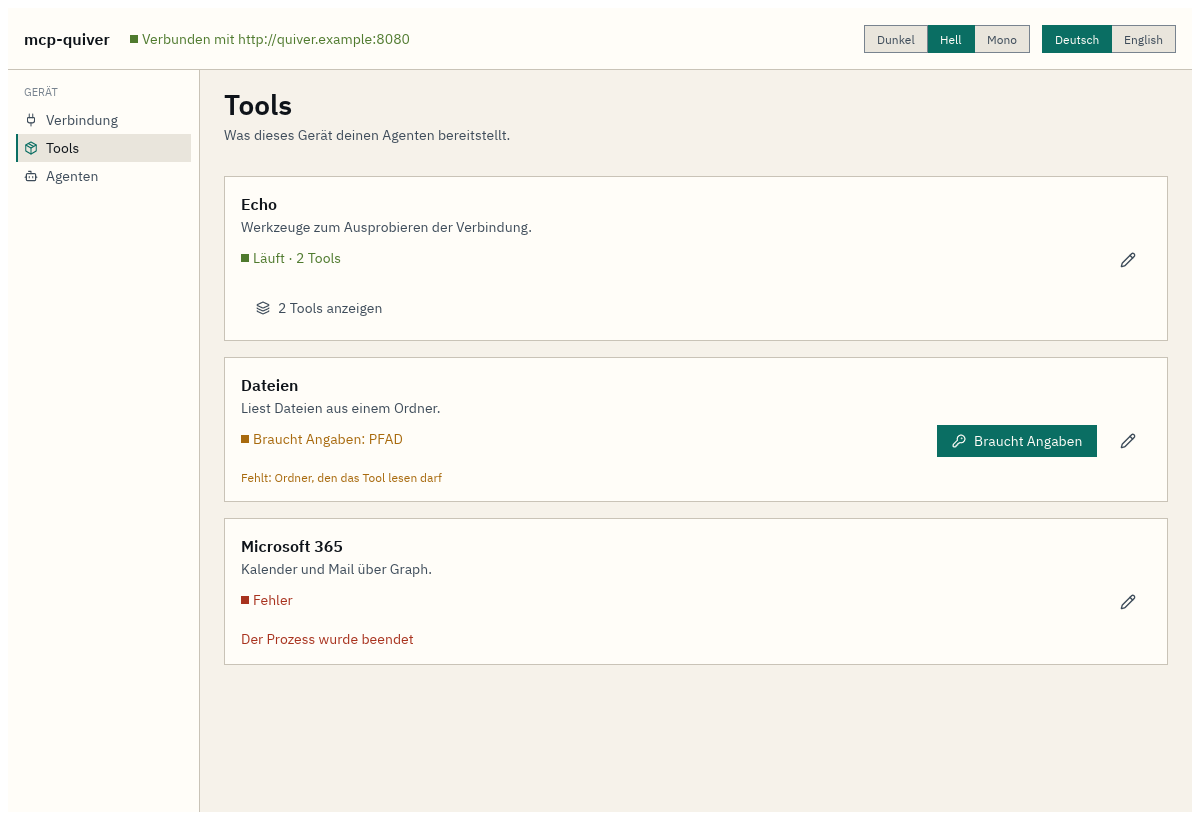 mcp-quiver
Verbunden mit http://quiver.example:8080
Dunkel
Hell
Mono
Deutsch
English
GERÄT
Verbindung
Tools
Agenten
Tools
Was dieses Gerät deinen Agenten bereitstellt.
Echo
Werkzeuge zum Ausprobieren der Verbindung.
Läuft · 2 Tools
2 Tools anzeigen
Dateien
Liest Dateien aus einem Ordner.
Braucht Angaben: PFAD
Braucht Angaben
Fehlt: Ordner, den das Tool lesen darf
Microsoft 365
Kalender und Mail über Graph.
Fehler
Der Prozess wurde beendet